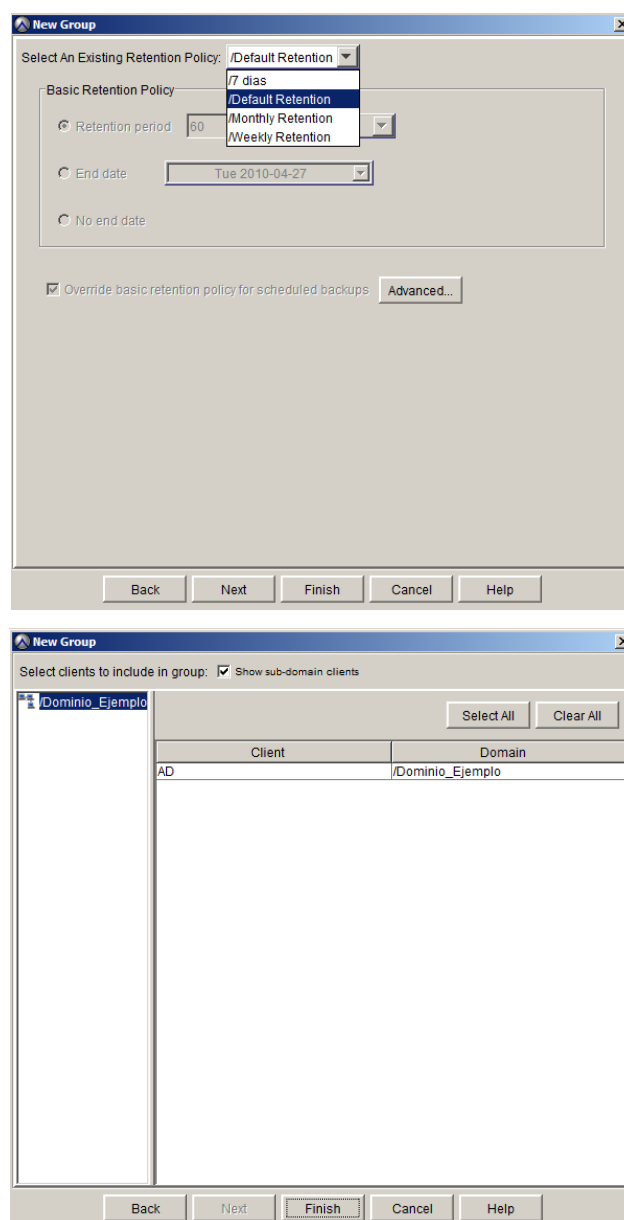 New Group
Select An Existing Retention Policy: /Default Retention
/7 dias
Basic Retention Policy
/Default Retention
/Monthly Retention
Retention period 60
/Weekly Retention
End date Tue 2010-04-27
No end date
Override basic retention policy for scheduled backups Advanced...
Back Next Finish Cancel Help
New Group
Select clients to include in group: Show sub-domain clients
/Dominio_Ejemplo
Select All Clear All
Client Domain
AD /Dominio_Ejemplo
Back Next Finish Cancel Help